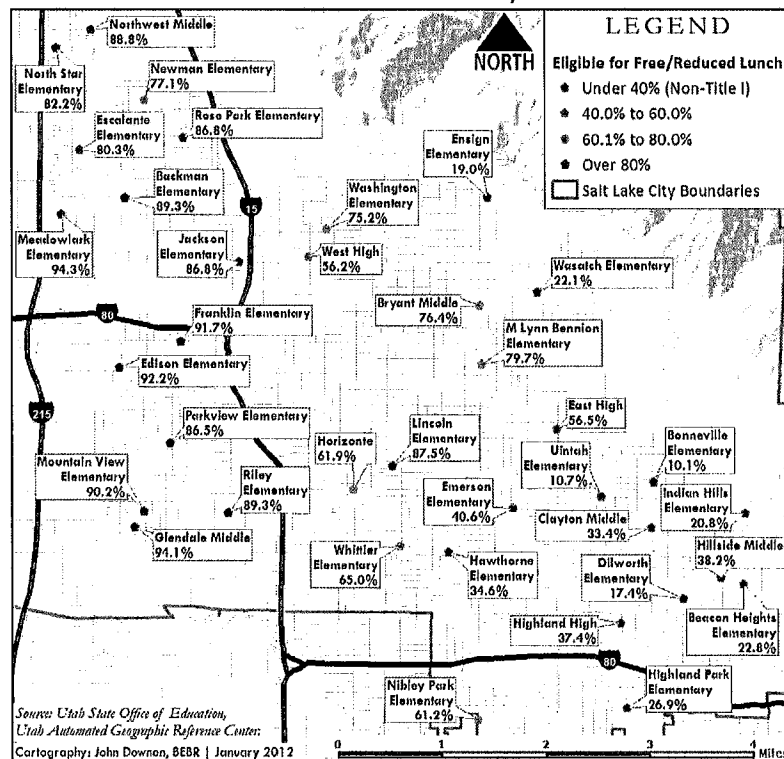 Northwest Middle
88.8%
North Star
Elementary
82.2%
Newman Elementary
77.1%
Escalante
Elementary
80.3%
Rose Park Elementary
86.8%
Backman
Elementary
89.3%
Meadowlark
Elementary
94.3%
Jackson
Elementary
86.8%
15
Washington
Elementary
75.2%
West High
56.2%
Ensign
Elementary
19.0%
NORTH
LEGEND
Eligible for Free/Reduced Lunch
Under 40% (Non-Title I)
40.0% to 60.0%
60.1% to 80.0%
Over 80%
Salt Lake City Boundaries
Wasatch Elementary
22.1%
Bryant Middle
76.4%
M Lynn Bennion
Elementary
79.7%
80
Franklin Elementary
91.7%
Edison Elementary
92.2%
215
Parkview Elementary
86.5%
Horizonte
61.9%
Lincoln
Elementary
87.5%
East High
56.5%
Uintah
Elementary
10.7%
Bonneville
Elementary
10.1%
Mountain View
Elementary
90.2%
Riley
Elementary
89.3%
Glendale Middle
94.1%
Emerson
Elementary
40.6%
Clayton Middle
33.4%
Indian Hills
Elementary
20.8%
Whittier
Elementary
65.0%
Hawthorne
Elementary
34.6%
Dilworth
Elementary
17.4%
Hillside Middle
38.2%
Beacon Heights
Elementary
22.8%
Highland High
37.4%
80
Nibley Park
Elementary
61.2%
Highland Park
Elementary
26.9%
Source: Utah State Office of Education,
Utah Automated Geographic Reference Center.
Cartography: John Downen, BEBR | January 2012
0 1 2 3 4
Miles